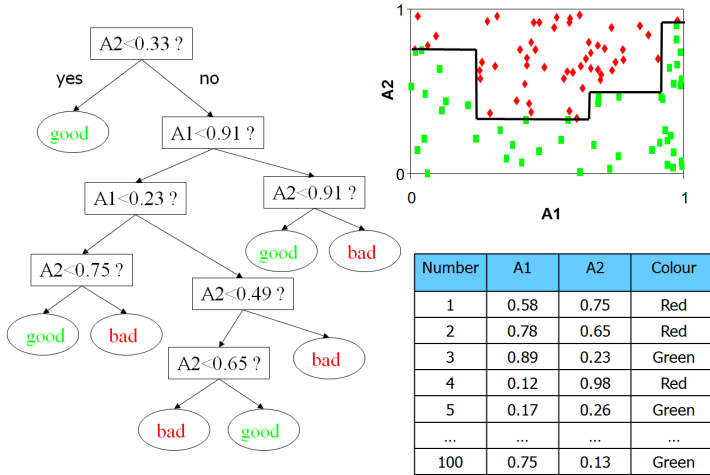 A2<0.33 ?
yes
no
good
A1<0.91 ?
A1<0.23 ?
A2<0.91 ?
good
bad
A2<0.75 ?
A2<0.49 ?
good
bad
bad
A2<0.65 ?
bad
good
1
A2
0
0
1
A1
Number A1 A2 Colour
1 0.58 0.75 Red
2 0.78 0.65 Red
3 0.89 0.23 Green
4 0.12 0.98 Red
5 0.17 0.26 Green
... ... ... ...
100 0.75 0.13 Green